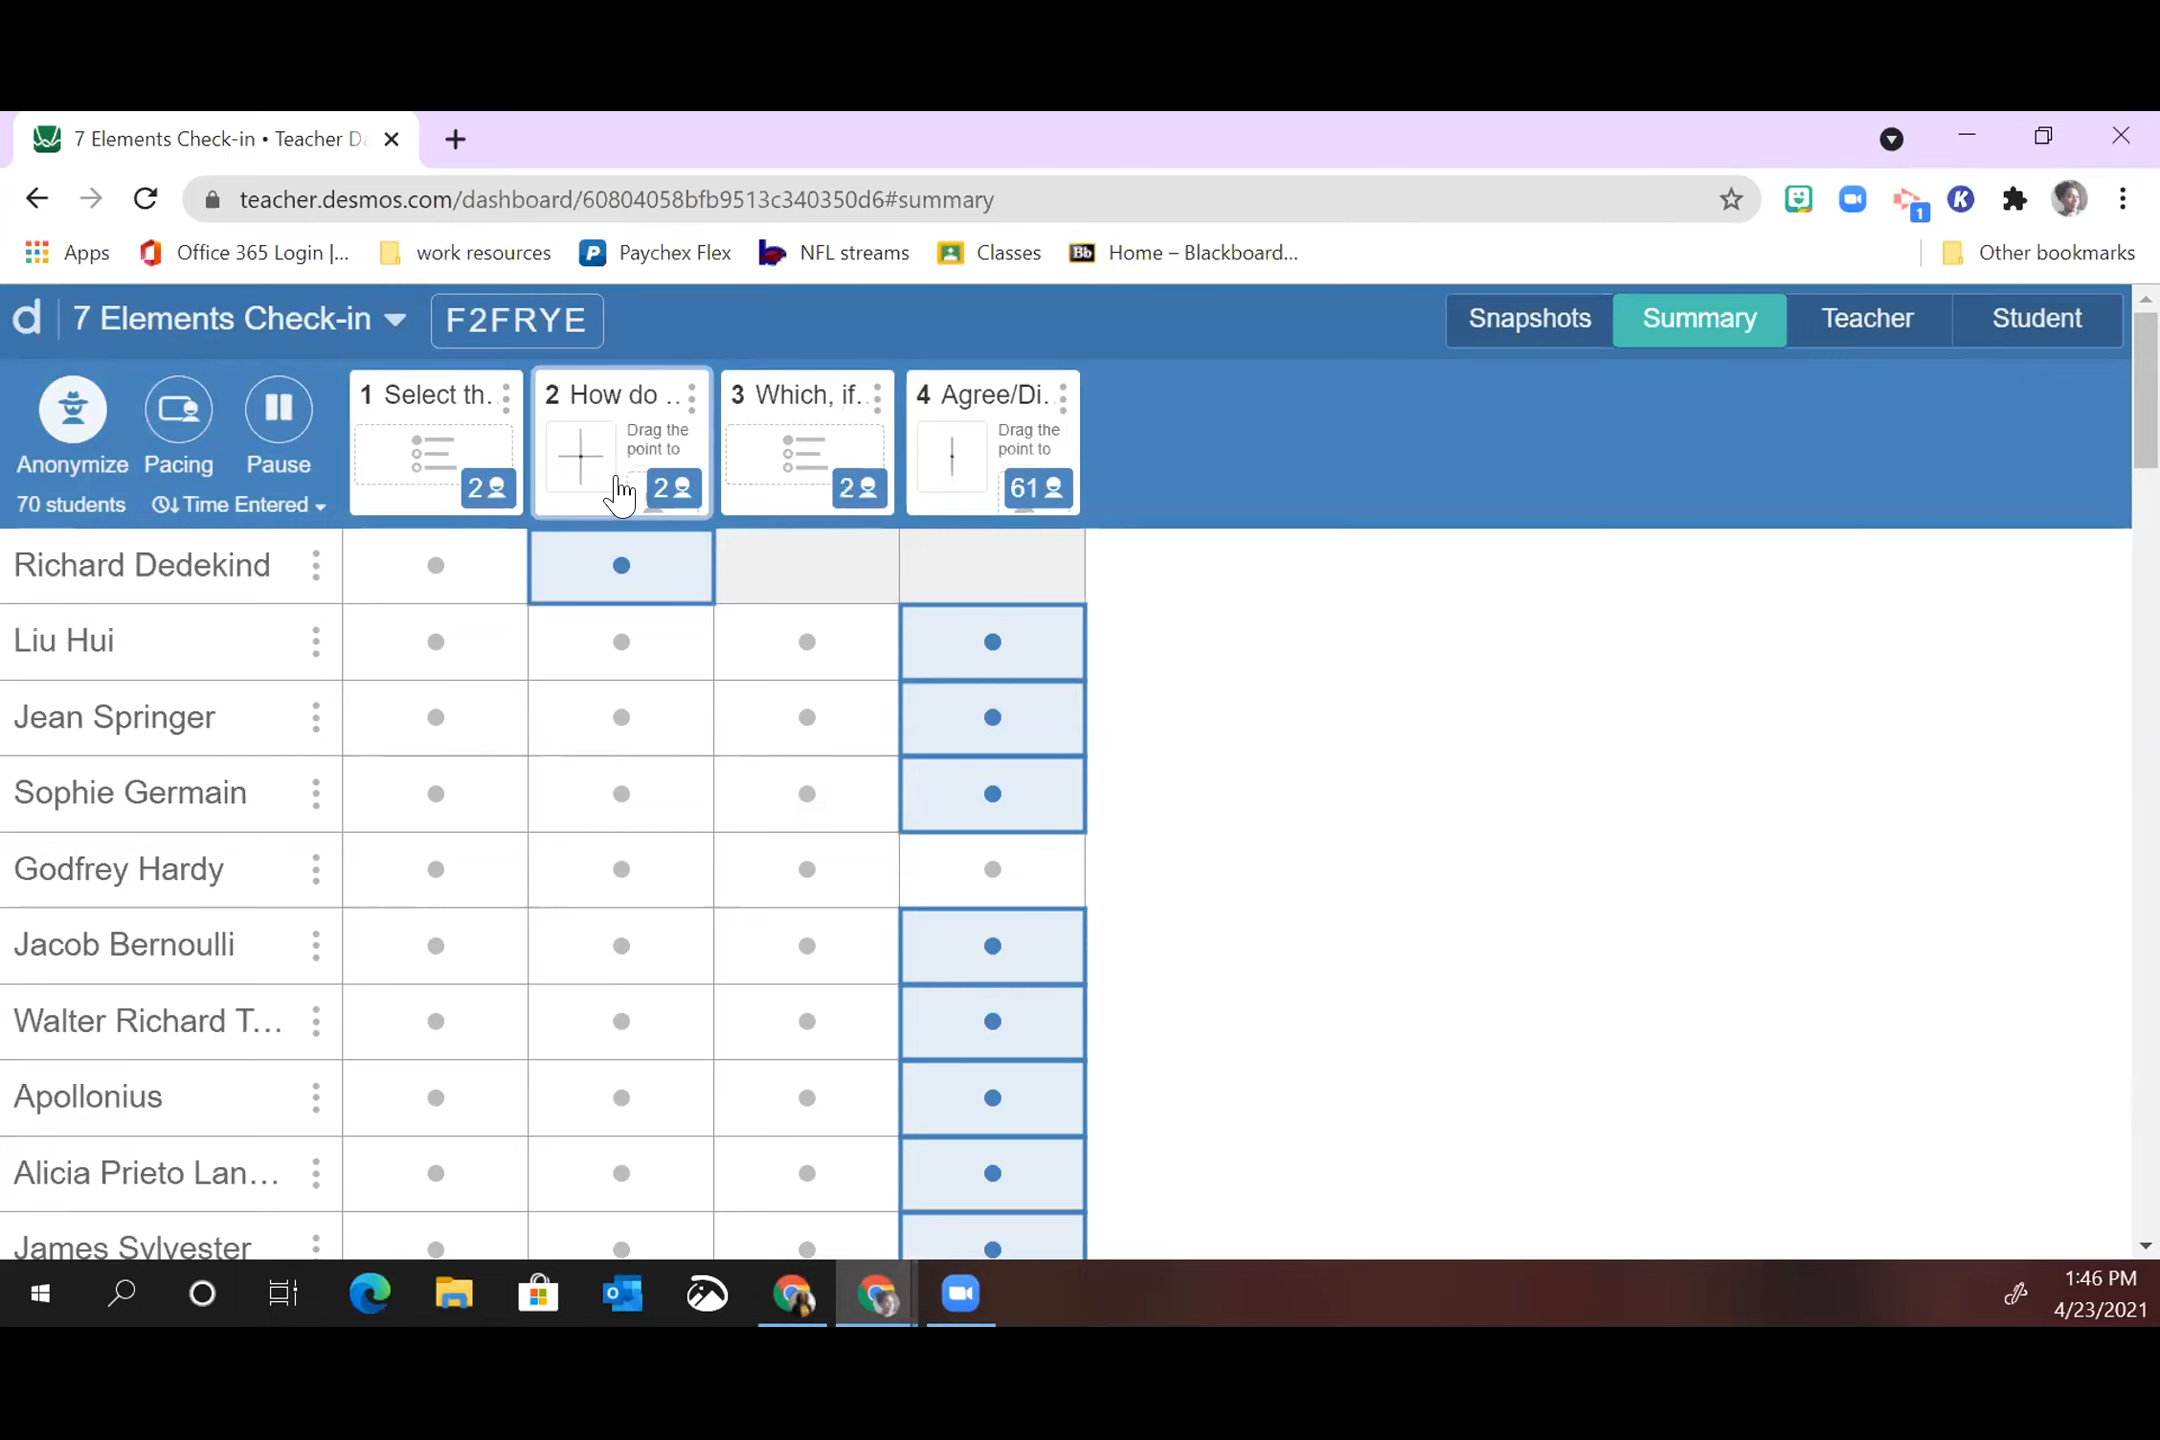 7 Elements Check-in • Teacher Da
teacher.desmos.com/dashboard/60804058bfb9513c340350d6#summary
1
K
Apps
Office 365 Login |...
work resources
P
Paychex Flex
NFL streams
Classes
Bb
Home – Blackboard...
Other bookmarks
d
7 Elements Check-in
F2FRYE
Snapshots
Summary
Teacher
Student
Anonymize
Pacing
Pause
70 students
Time Entered
1 Select th..
2
2 How do ..
Drag the
point to
2
3 Which, if..
2
4 Agree/Di..
Drag the
point to
61
Richard Dedekind
Liu Hui
Jean Springer
Sophie Germain
Godfrey Hardy
Jacob Bernoulli
Walter Richard T...
Apollonius
Alicia Prieto Lan...
James Sylvester
1:46 PM
4/23/2021